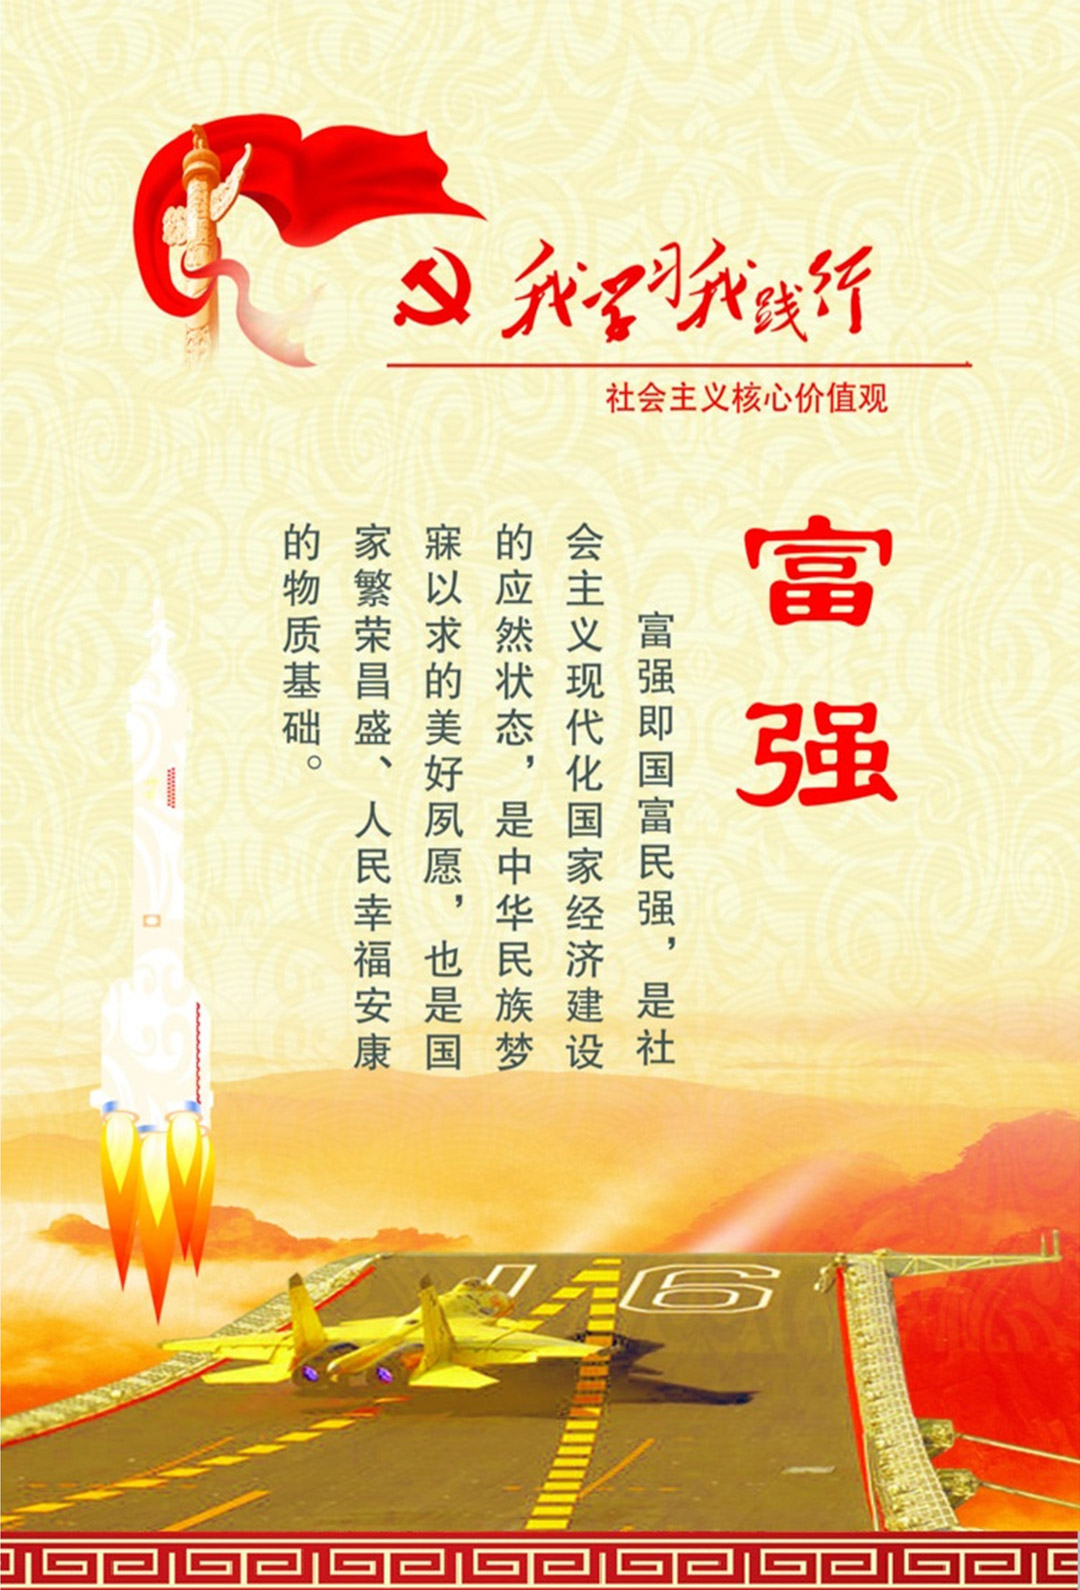 我学习我践行
社会主义核心价值观
富强
富强即国富民强，是社
会主义现代化国家经济建设
的应然状态，是中华民族梦
寐以求的美好夙愿，也是国
家繁荣昌盛、人民幸福安康
的物质基础。
16